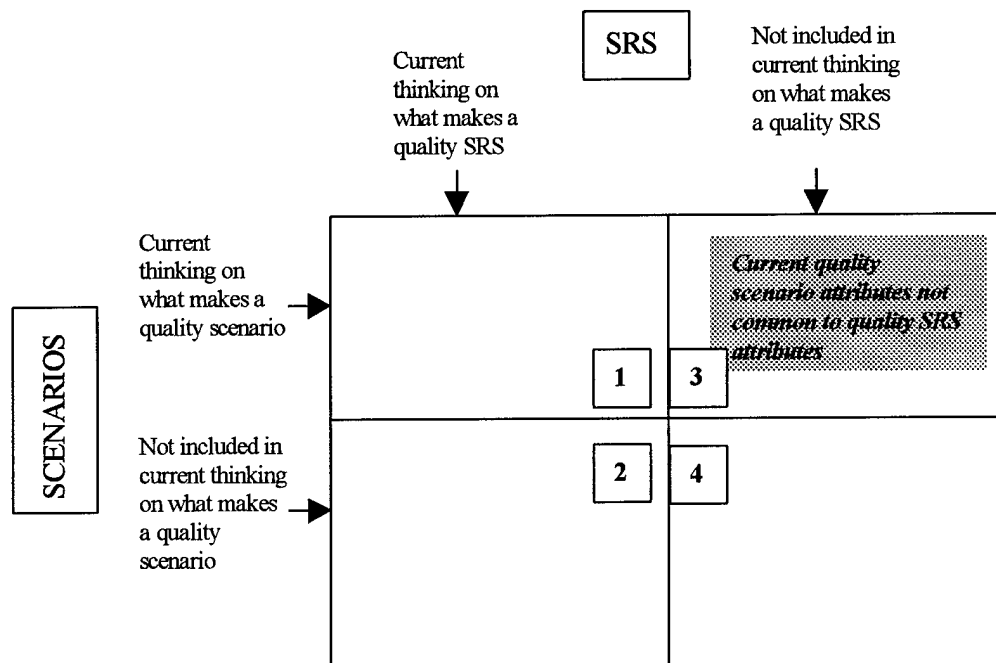 SRS
Current
thinking on
what makes a
quality SRS
Not included in
current thinking
on what makes
a quality SRS
Current
thinking on
what makes a
quality scenario
Current quality
scenario attributes not
common to quality SRS
attributes
1
3
SCENARIOS
Not included in
current thinking
on what makes
a quality
scenario
2
4